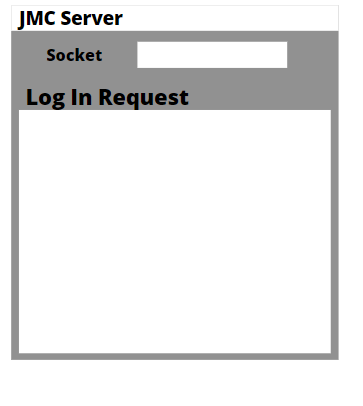 JMC Server
Socket
Log In Request